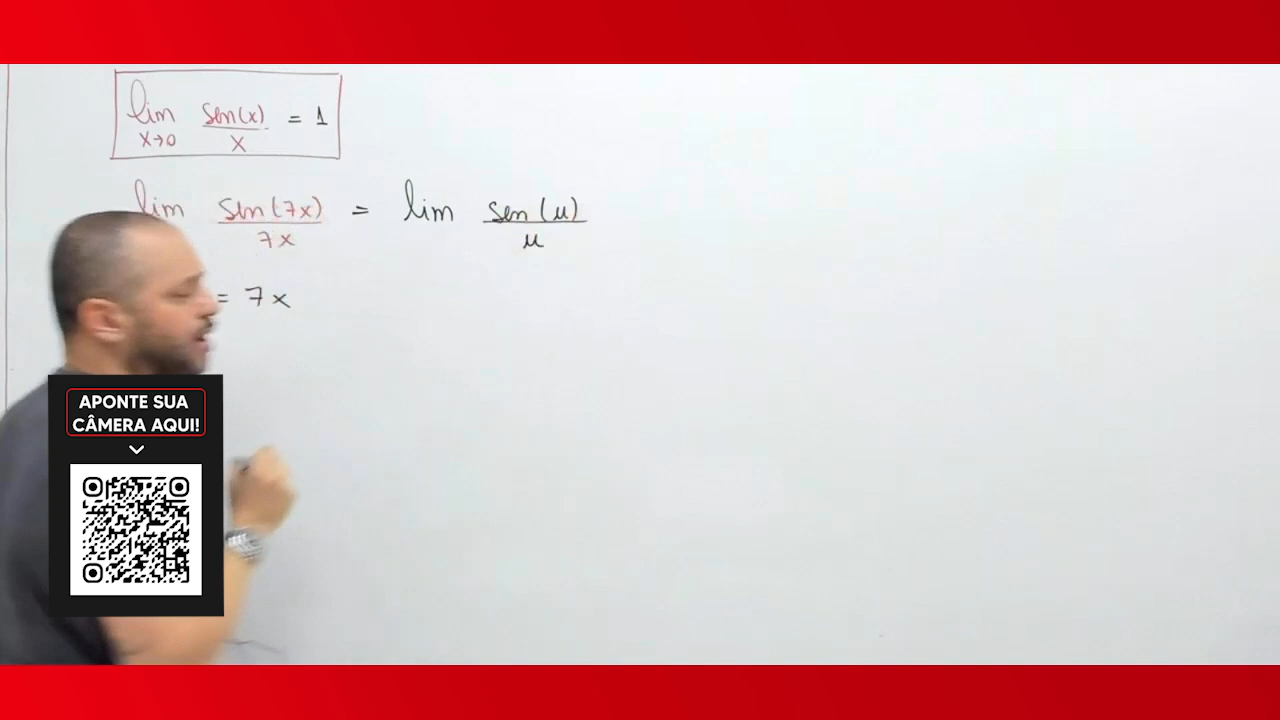 lim sen(x) = 1
x→0 x
lim sen(7x) = lim sen(μ)
7x μ
= 7x
APONTE SUA
CÂMERA AQUI!